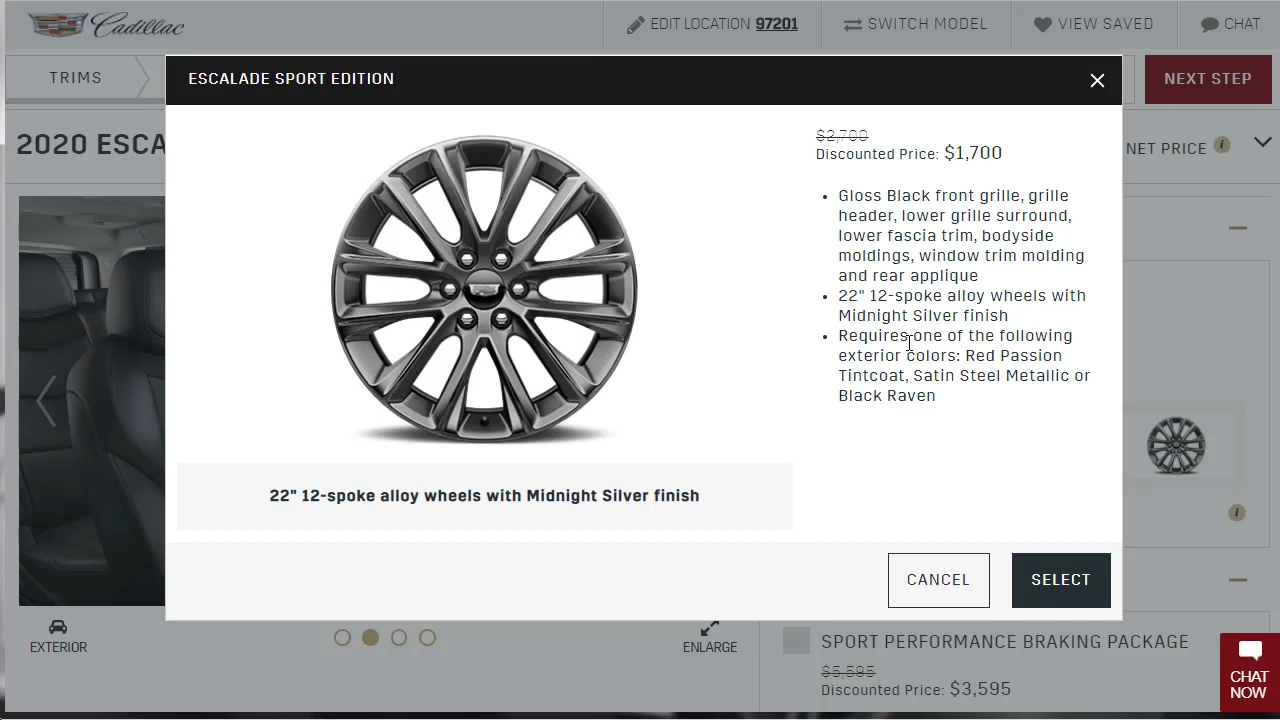 Cadillac
EDIT LOCATION 97201
SWITCH MODEL
VIEW SAVED
CHAT
TRIMS
NEXT STEP
2020 ESCA
NET PRICE
ESCALADE SPORT EDITION
$2,700
Discounted Price: $1,700
• Gloss Black front grille, grille
header, lower grille surround,
lower fascia trim, bodyside
moldings, window trim molding
and rear applique
• 22" 12-spoke alloy wheels with
Midnight Silver finish
• Requires one of the following
exterior colors: Red Passion
Tintcoat, Satin Steel Metallic or
Black Raven
22" 12-spoke alloy wheels with Midnight Silver finish
CANCEL
SELECT
EXTERIOR
ENLARGE
SPORT PERFORMANCE BRAKING PACKAGE
$5,595
Discounted Price: $3,595
CHAT
NOW